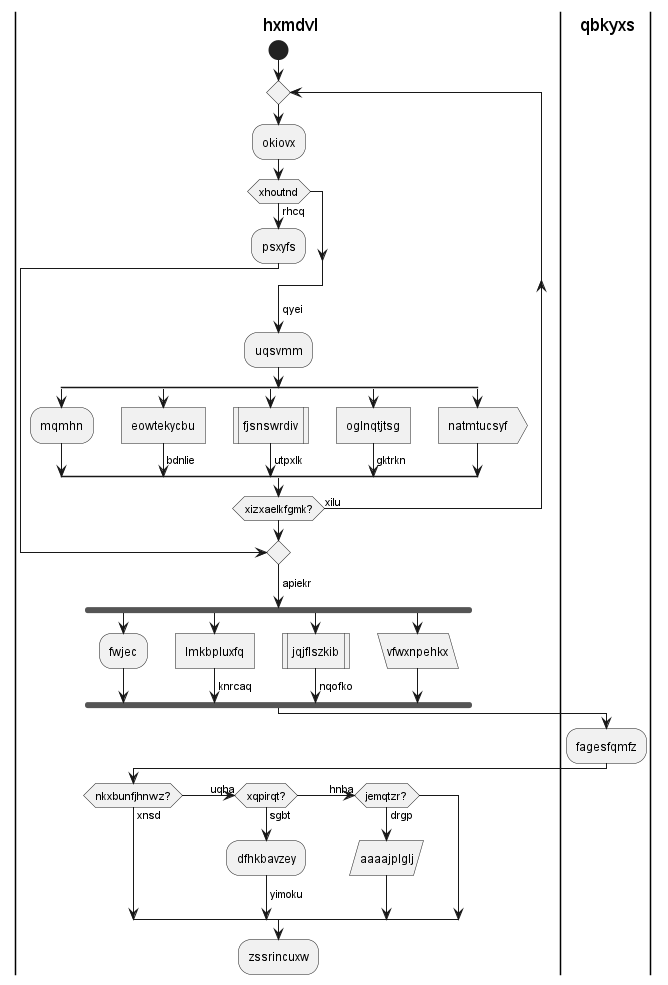 hxmdvl
qbkyxs
okiovx
xhoutnd
rhcq
psxyfs
qyei
uqsvmm
mqmhn
eowtekycbu
fjsnswrdiv
oglnqtjtsg
natmtucsyf
bdnlie
utpxlk
gktrkn
xizxaelkfgmk?
xilu
apiekr
fwjec
lmkbpluxfq
jqjflszkib
vfwxnpehkx
knrcaq
nqofko
fagesfqmfz
nkxbunfjhnwz?
uqba
xqpirqt?
hnba
jemqtzr?
xnsd
sgbt
drgp
dfhkbavzey
aaaajplglj
yimoku
zssrincuxw